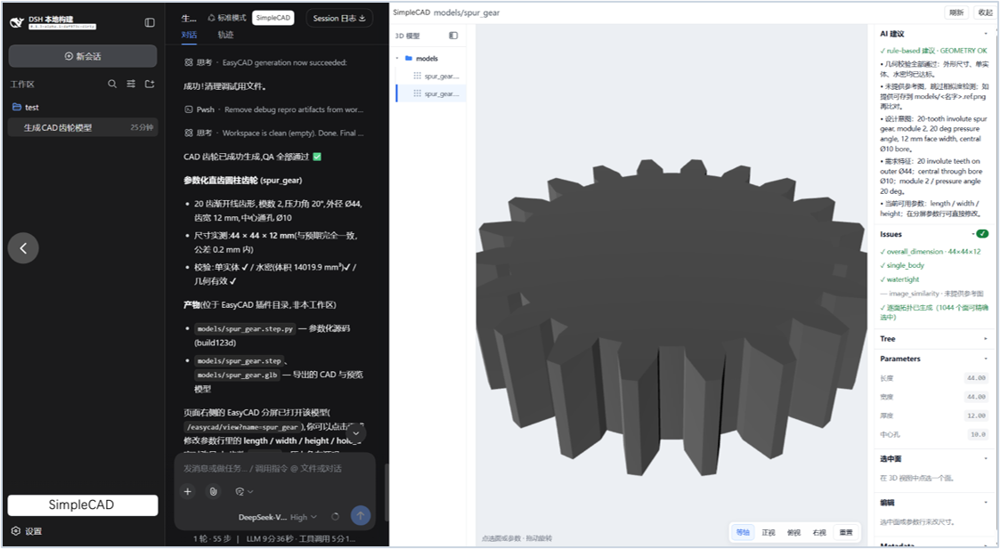 DSH 本地构建
新会话
工作区
test
生成CAD齿轮模型 25分钟
SimpleCAD
设置
生... 标准模式 SimpleCAD Session 日志
对话 轨迹
思考 · EasyCAD generation now succeeded:
成功!清理调试用文件。
Pwsh · Remove debug repro artifacts from wor...
思考 · Workspace is clean (empty). Done. Final ...
CAD 齿轮已成功生成,QA 全部通过 ✅
参数化直齿圆柱齿轮 (spur_gear)
• 20 齿渐开线齿形, 模数 2, 压力角 20°, 外径 Ø44,
齿宽 12 mm, 中心通孔 Ø10
• 尺寸实测:44 × 44 × 12 mm(与预期完全一致,
公差 0.2 mm 内)
• 校验:单实体 ✓ / 水密(体积 14019.9 mm³)✓ /
几何有效 ✓
产物(位于 EasyCAD 插件目录, 非本工作区)
• models/spur_gear.step.py — 参数化源码
(build123d)
• models/spur_gear.step 、
models/spur_gear.glb — 导出的 CAD 与预览
模型
页面右侧的 EasyCAD 分屏已打开该模型(
/easycad/view?name=spur_gear ),你可以点击
修改参数行里的 length / width / height /
发消息或做任务... / 调用指令 @ 文件或对话
DeepSeek-V... High
1 轮 · 55 步 | LLM 9分36秒 · 工具调用 5分1...
SimpleCAD models/spur_gear 刷新 收起
3D 模型
models
spur_gear....
spur_gear....
点选面或参数 · 拖动旋转
等轴 正视 俯视 右视 重置
AI 建议
✓ rule-based 建议 · GEOMETRY OK
• 几何校验全部通过：外形尺寸、单实
体、水密均已达标。
• 未提供参考图，跳过相似度检测；如
提供可存到 models/<名字>.ref.png
再比对。
• 设计意图：20-tooth involute spur
gear, module 2, 20 deg pressure
angle, 12 mm face width, central
Ø10 bore。
• 需求特征：20 involute teeth on
outer Ø44；central through bore
Ø10；module 2 / pressure angle
20 deg。
• 当前可用参数：length / width /
height；在分屏参数行可直接修改。
Issues
✓ overall_dimension · 44×44×12
✓ single_body
✓ watertight
— image_similarity · 未提供参考图
✓ 逐面拓扑已生成（1044 个面可精确
选中）
Tree
Parameters
长度 44.00
宽度 44.00
厚度 12.00
中心孔 10.0
选中面
在 3D 视图中点选一个面。
编辑
选中面或参数行来改尺寸。
Metadata